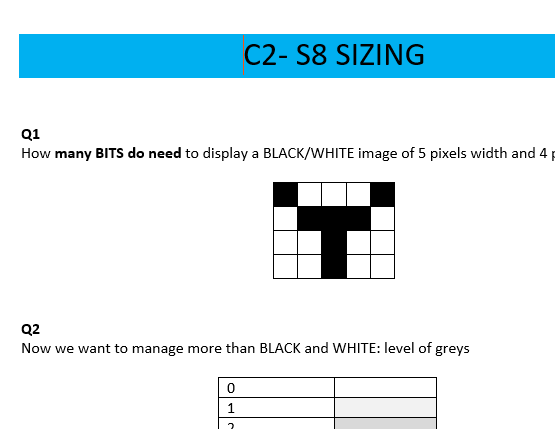 C2- S8 SIZING
Q1
How many BITS do need to display a BLACK/WHITE image of 5 pixels width and 4
Q2
Now we want to manage more than BLACK and WHITE: level of greys
0
1
2